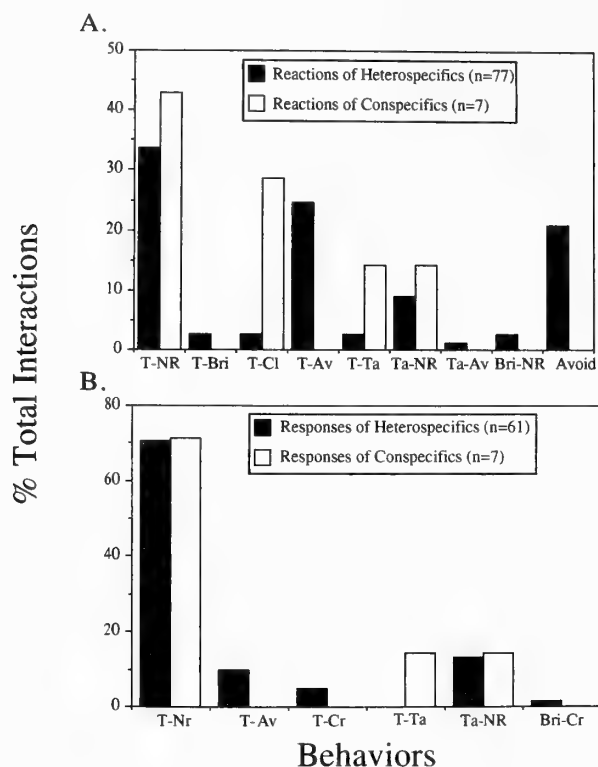 A.
50
40
30
20
10
0
Reactions of Heterospecifics (n=77)
Reactions of Conspecifics (n=7)
T-NR T-Bri T-Cl T-Av T-Ta Ta-NR Ta-Av Bri-NR Avoid
% Total Interactions
B.
80
60
40
20
0
Responses of Heterospecifics (n=61)
Responses of Conspecifics (n=7)
T-Nr T-Av T-Cr T-Ta Ta-NR Bri-Cr
Behaviors